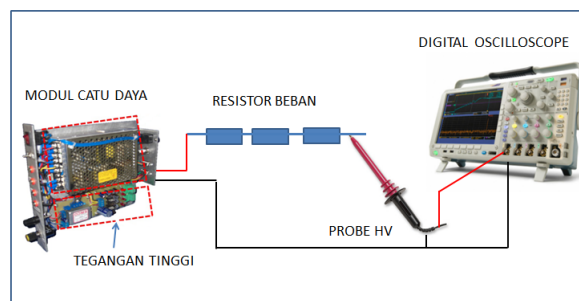 DIGITAL OSCILLOSCOPE
MODUL CATU DAYA
RESISTOR BEBAN
PROBE HV
TEGANGAN TINGGI